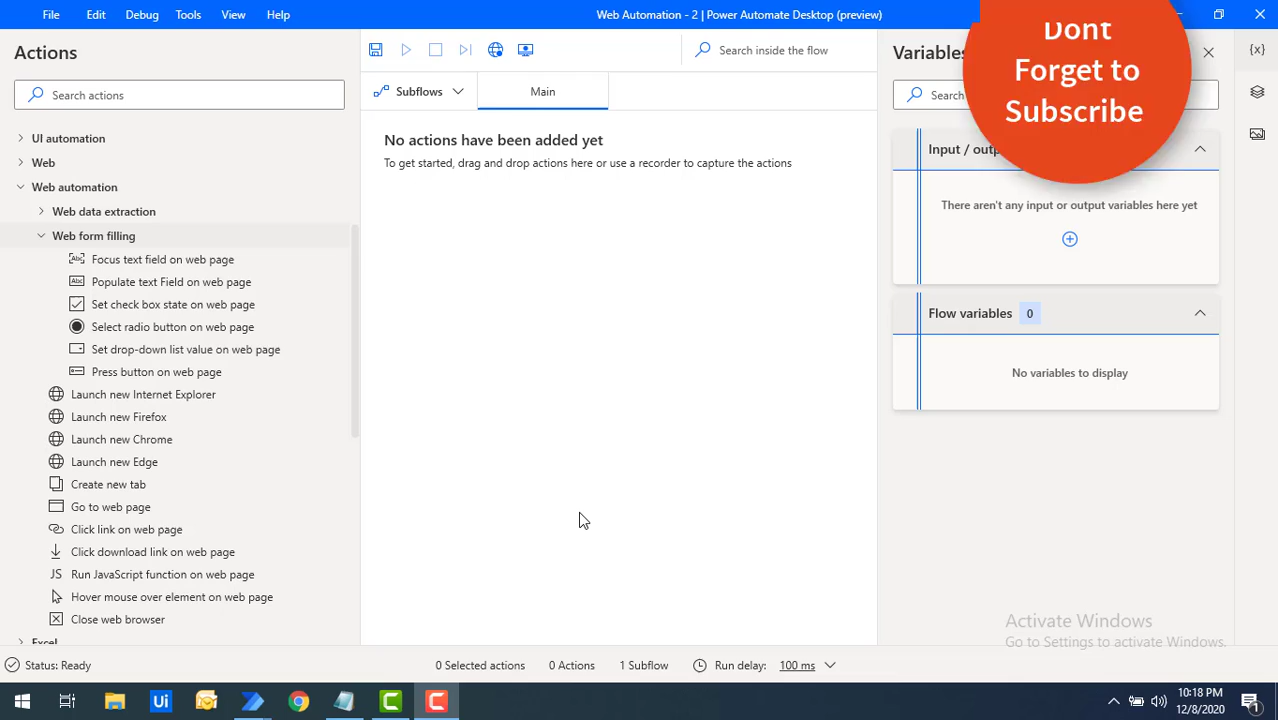 File Edit Debug Tools View Help
Web Automation - 2 | Power Automate Desktop (preview)
Actions
Search actions
UI automation
Web
Web automation
Web data extraction
Web form filling
Focus text field on web page
Populate text Field on web page
Set check box state on web page
Select radio button on web page
Set drop-down list value on web page
Press button on web page
Launch new Internet Explorer
Launch new Firefox
Launch new Chrome
Launch new Edge
Create new tab
Go to web page
Click link on web page
Click download link on web page
JS Run JavaScript function on web page
Hover mouse over element on web page
Close web browser
Excel
Search inside the flow
Subflows
Main
No actions have been added yet
To get started, drag and drop actions here or use a recorder to capture the actions
Variables
{x}
Search
Dont
Forget to
Subscribe
Input / outp
There aren't any input or output variables here yet
Flow variables 0
No variables to display
Activate Windows
Go to Settings to activate Windows.
Status: Ready
0 Selected actions
0 Actions
1 Subflow
Run delay: 100 ms
Ui
10:18 PM
12/8/2020
1